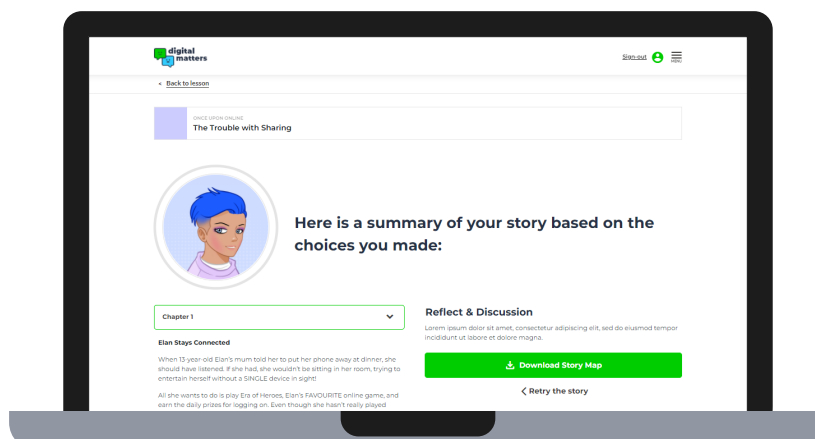 digital
matters
Sign-out
MENU
< Back to lesson
ONCE UPON ONLINE
The Trouble with Sharing
Here is a summary of your story based on the
choices you made:
Chapter 1
Elan Stays Connected
When 13-year-old Elan's mum told her to put her phone away at dinner, she
should have listened. If she had, she wouldn't be sitting in her room, trying to
entertain herself without a SINGLE device in sight!
All she wants to do is play Era of Heroes, Elan's FAVOURITE online game, and
earn the daily prizes for logging on. Even though she hasn't really played
Reflect & Discussion
Lorem ipsum dolor sit amet, consectetur adipiscing elit, sed do eiusmod tempor
incididunt ut labore et dolore magna.
Download Story Map
Retry the story